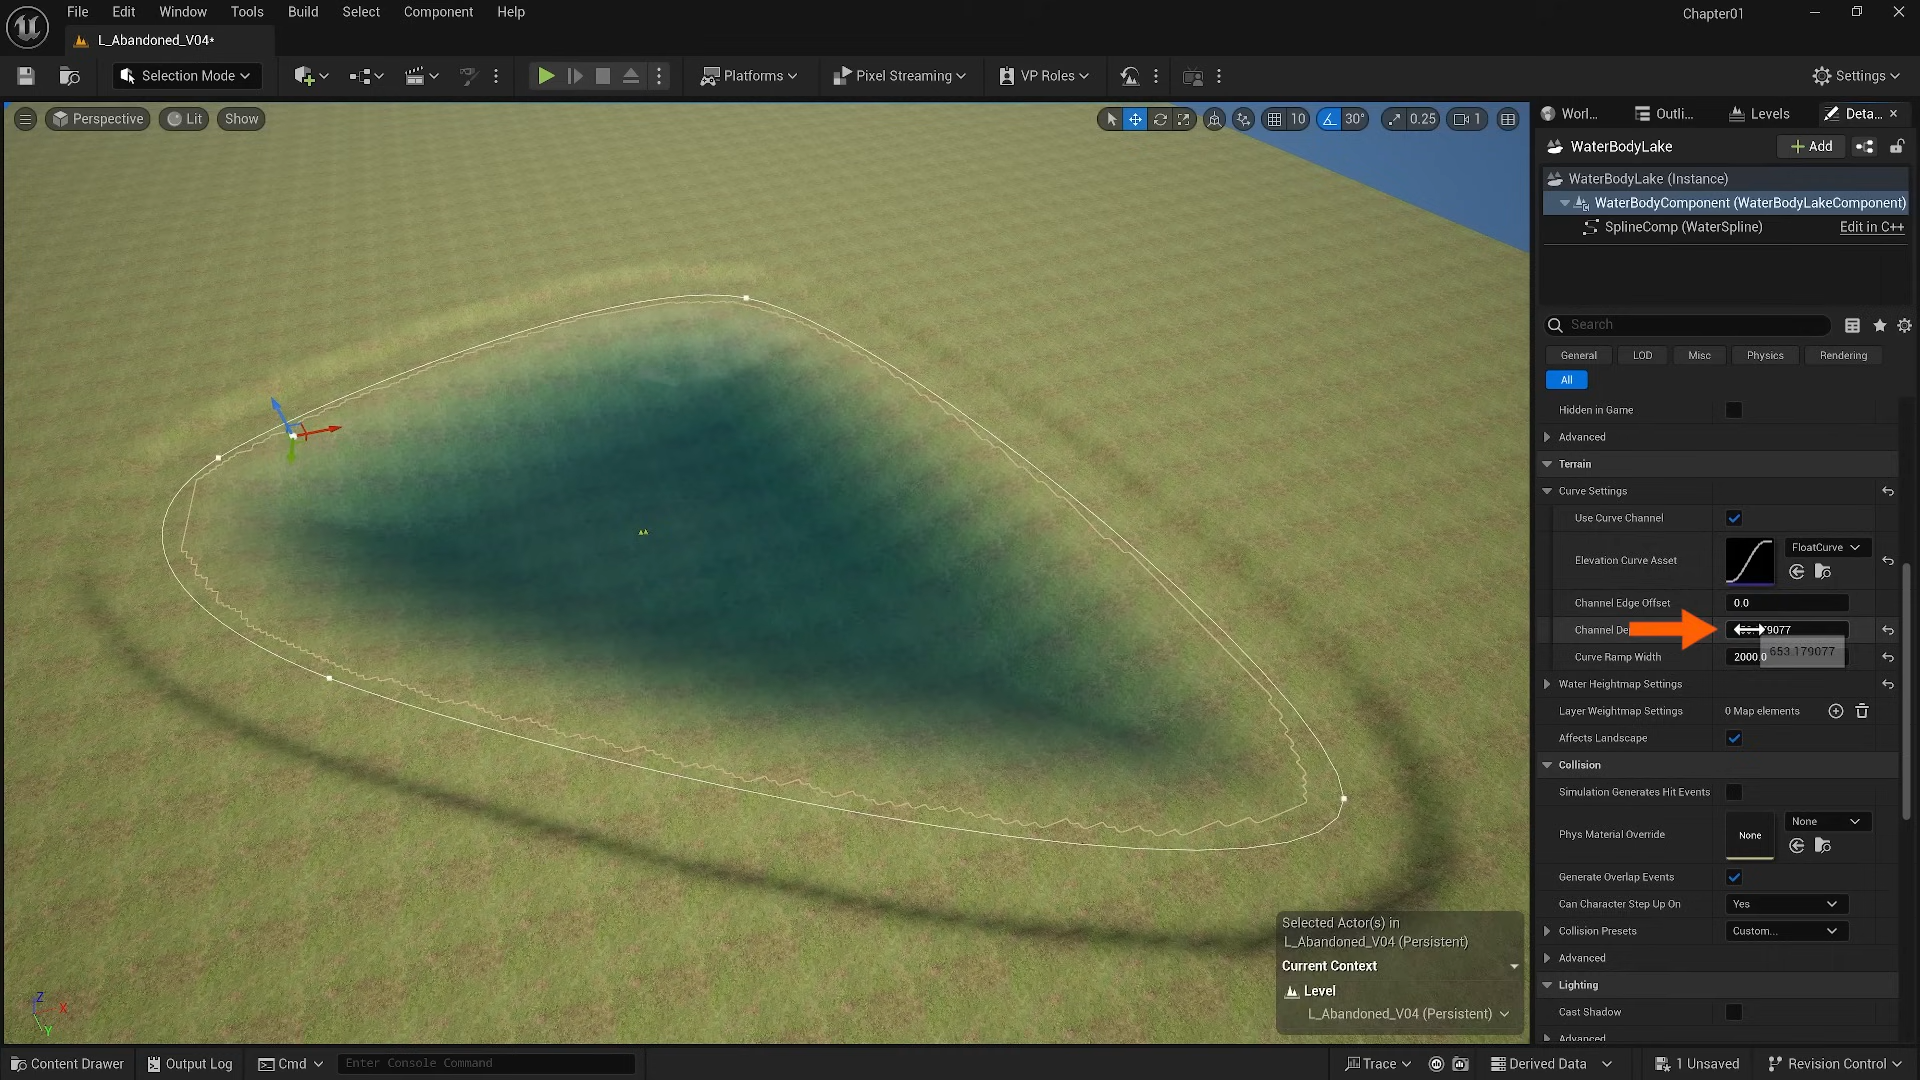 File Edit Window Tools Build Select Component Help
Chapter01
L_Abandoned_V04*
Selection Mode
Platforms
Pixel Streaming
VP Roles
Settings
Perspective
Lit
Show
10
30°
0.25
1
Worl...
Outli...
Levels
Deta...
WaterBodyLake
Add
WaterBodyLake (Instance)
WaterBodyComponent (WaterBodyLakeComponent)
SplineComp (WaterSpline)
Edit in C++
Search
General
LOD
Misc
Physics
Rendering
All
Hidden in Game
Advanced
Terrain
Curve Settings
Use Curve Channel
FloatCurve
Elevation Curve Asset
Channel Edge Offset
0.0
Channel De
79077
653.179077
Curve Ramp Width
2000.0
Water Heightmap Settings
Layer Weightmap Settings
0 Map elements
Affects Landscape
Collision
Simulation Generates Hit Events
None
Phys Material Override
None
Generate Overlap Events
Can Character Step Up On
Yes
Collision Presets
Custom...
Advanced
Lighting
Cast Shadow
Advanced
Selected Actor(s) in
L_Abandoned_V04 (Persistent)
Current Context
Level
L_Abandoned_V04 (Persistent)
Z
X
Y
Content Drawer
Output Log
Cmd
Enter Console Command
Trace
Derived Data
1 Unsaved
Revision Control